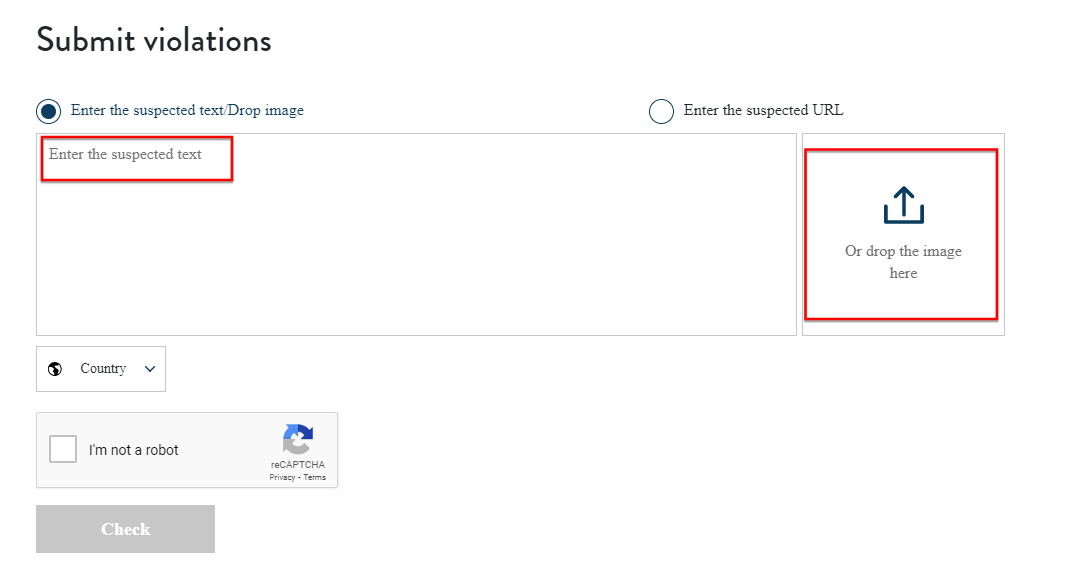 Submit violations
Enter the suspected text/Drop image
Enter the suspected URL
Enter the suspected text
Or drop the image
here
Country
I'm not a robot
reCAPTCHA
Privacy - Terms
Check